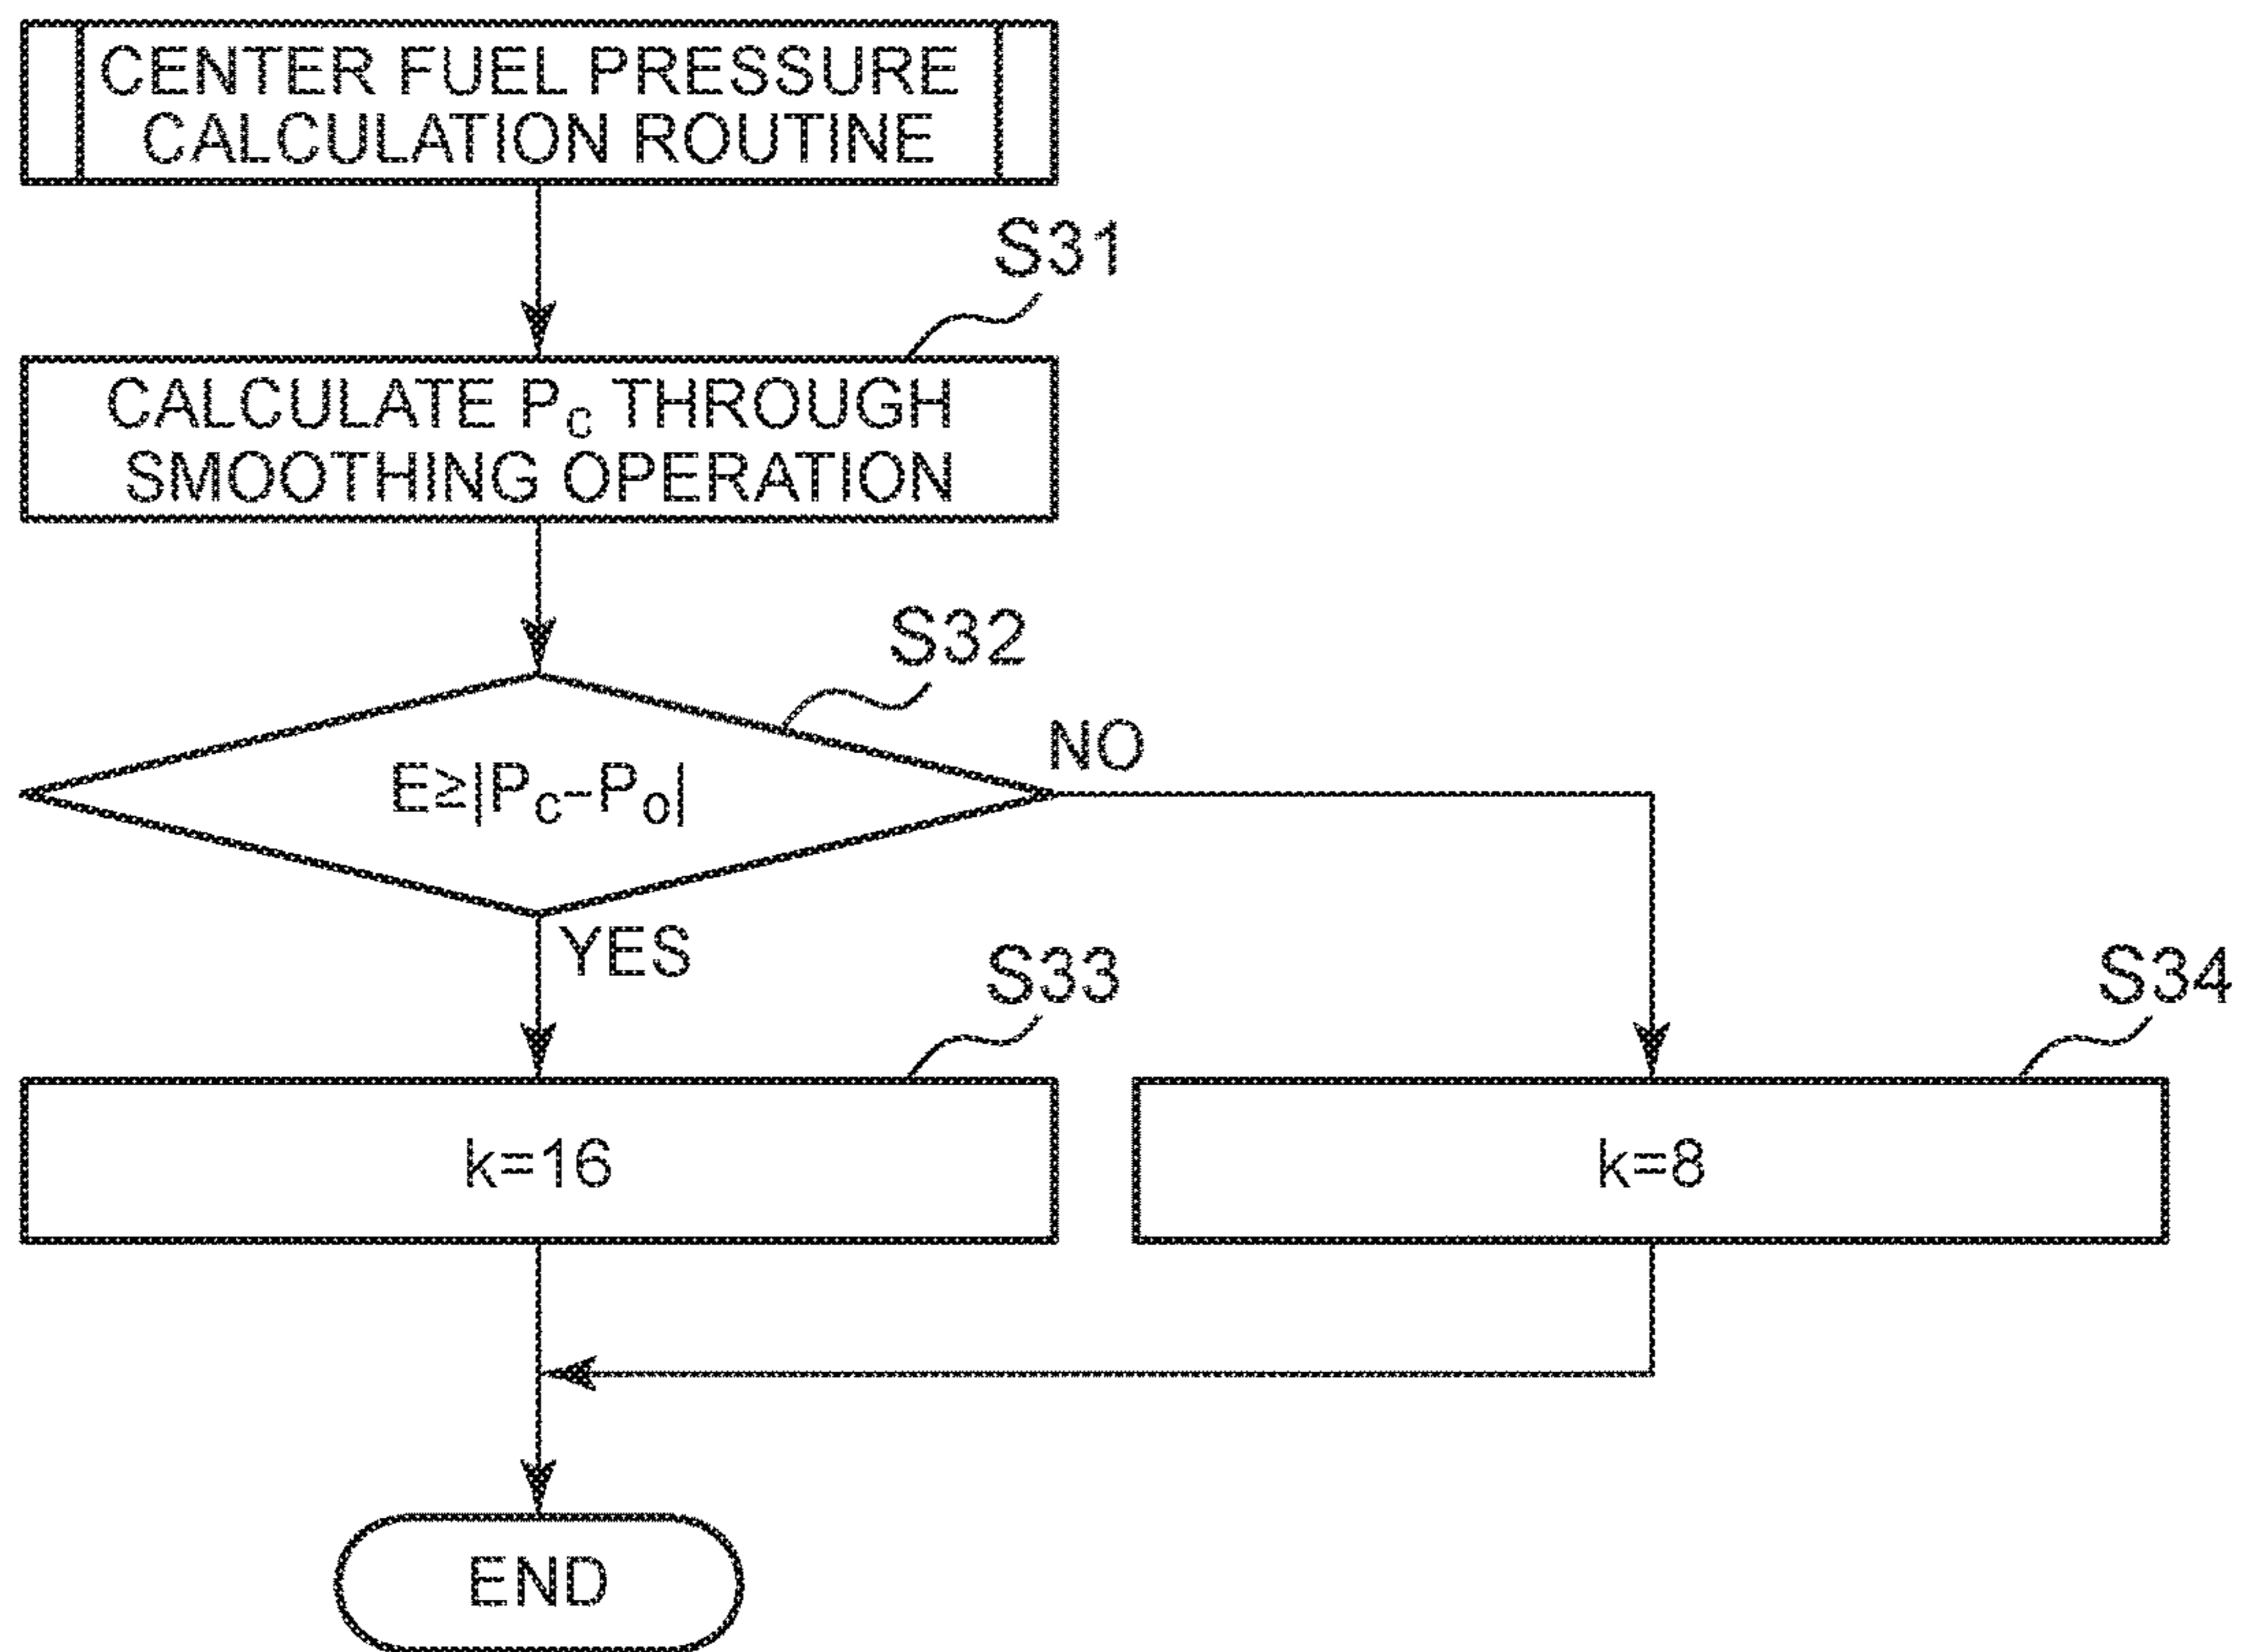 CENTER FUEL PRESSURE
CALCULATION ROUTINE
S31
CALCULATE PC THROUGH
SMOOTHING OPERATION
S32
E≥|PC-PO|
NO
YES
S33
S34
k=16
k=8
END